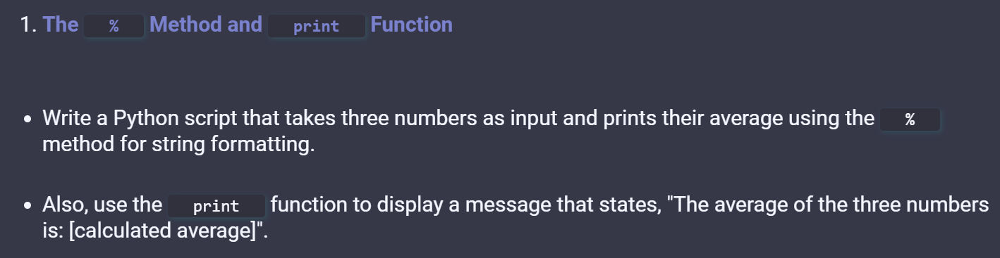 1. The % Method and print Function
• Write a Python script that takes three numbers as input and prints their average using the %
method for string formatting.
• Also, use the print function to display a message that states, "The average of the three numbers
is: [calculated average]".